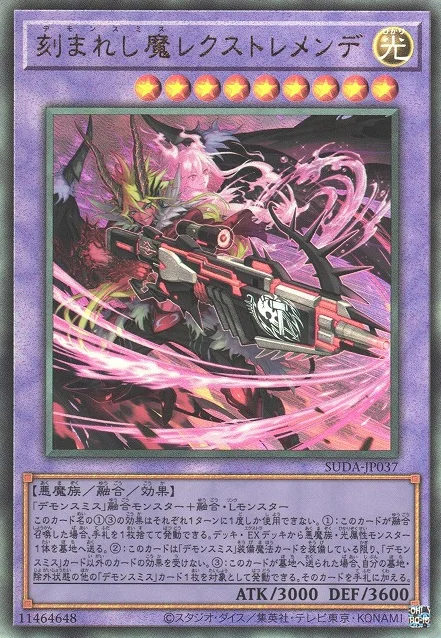 デモンスミス
刻まれし魔レクストレメンデ
ひかり
光
SUDA-JP037
【悪魔族／融合／効果】
「デモンスミス」融合モンスター＋融合・Lモンスター
このカード名の①③の効果はそれぞれ1ターンに1度しか使用できない。①：このカードが融合
召喚した場合、手札を1枚捨てて発動できる。デッキ・EXデッキから悪魔族・光属性モンスタ
ー1体を墓地へ送る。②：このカードは「デモンスミス」装備魔法カードを装備している限り、「デモン
スミス」カード以外のカードの効果を受けない。③：このカードが墓地へ送られた場合、自分の墓地・
除外状態の他の「デモンスミス」カード1枚を対象として発動できる。そのカードを手札に加える。
ATK/3000 DEF/3600
11464648
©スタジオ・ダイス/集英社・テレビ東京・KONAMI